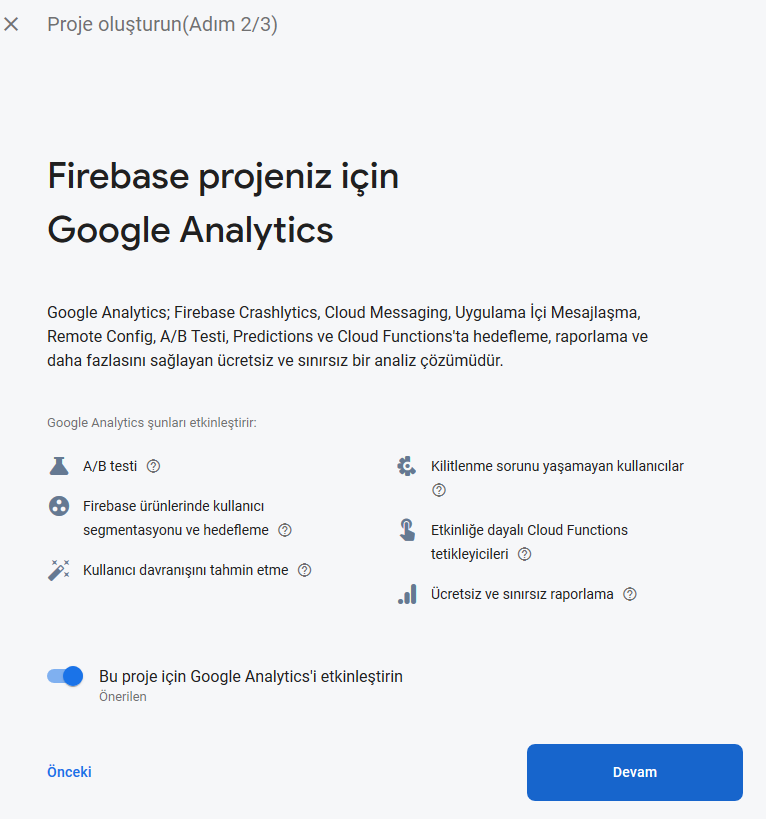 Proje oluşturun(Adım 2/3)
Firebase projeniz için
Google Analytics
Google Analytics; Firebase Crashlytics, Cloud Messaging, Uygulama İçi Mesajlaşma,
Remote Config, A/B Testi, Predictions ve Cloud Functions'ta hedefleme, raporlama ve
daha fazlasını sağlayan ücretsiz ve sınırsız bir analiz çözümüdür.
Google Analytics şunları etkinleştirir:
A/B testi
Firebase ürünlerinde kullanıcı
segmentasyonu ve hedefleme
Kullanıcı davranışını tahmin etme
Kilitlenme sorunu yaşamayan kullanıcılar
Etkinliğe dayalı Cloud Functions
tetikleyicileri
Ücretsiz ve sınırsız raporlama
Bu proje için Google Analytics'i etkinleştirin
Önerilen
Önceki
Devam